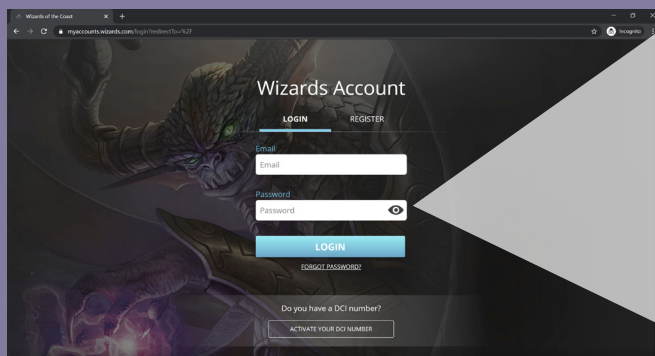 Wizards of the Coast
myaccounts.wizards.com/login?redirectTo=%2F
Incognito
Wizards Account
LOGIN REGISTER
Email
Email
Password
Password
LOGIN
FORGOT PASSWORD?
Do you have a DCI number?
ACTIVATE YOUR DCI NUMBER